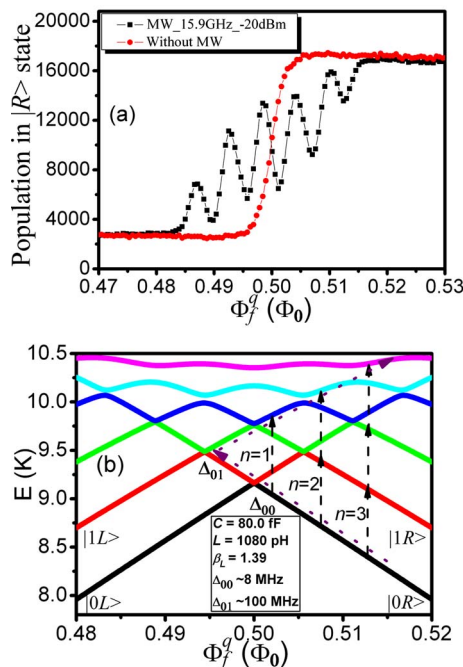 MW_15.9GHz_-20dBm
Without MW
(a)
Population in |R> state
16000
12000
8000
4000
0.47 0.48 0.49 0.50 0.51 0.52 0.53
Φ_f^q (Φ_0)
(b)
E (K)
10.5
10.0
9.5
9.0
8.5
8.0
n=1
n=2
n=3
Δ_01
Δ_00
|1L>
|1R>
|0L>
|0R>
C = 80.0 fF
L = 1080 pH
β_L = 1.39
Δ_00 ~8 MHz
Δ_01 ~100 MHz
0.48 0.49 0.50 0.51 0.52
Φ_f^q (Φ_0)